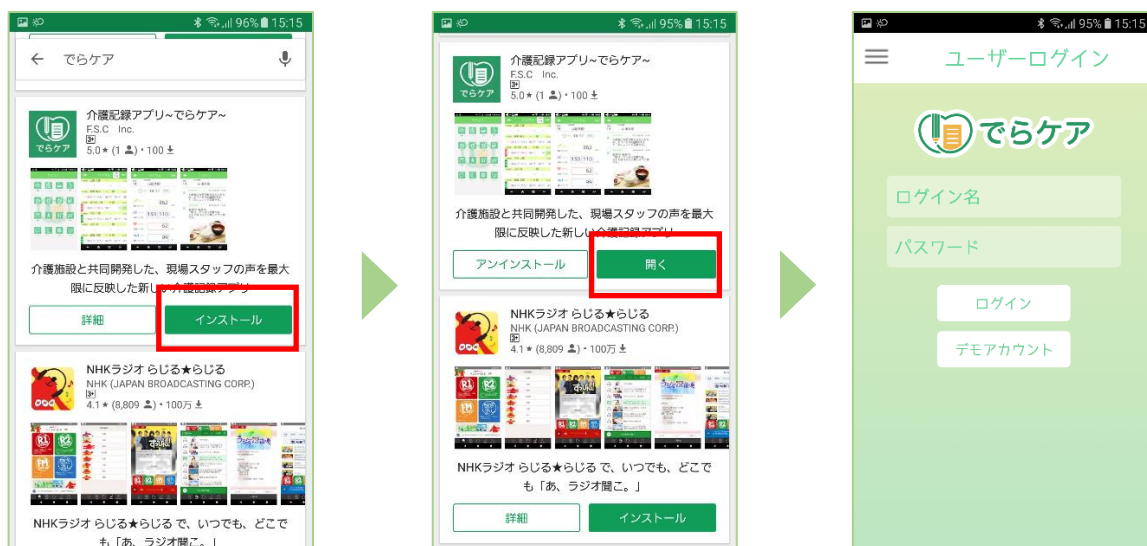 96% 15:15
でらケア
介護記録アプリ~でらケア~
F.S.C Inc.
3+
5.0★ (1) • 100
介護施設と共同開発した、現場スタッフの声を最大
限に反映した新しい介護記録アプリ
詳細
インストール
NHKラジオ らじる★らじる
NHK (JAPAN BROADCASTING CORP.)
3+
4.1★ (8,809) • 100万
NHKラジオ らじる★らじる で、いつでも、どこで
も「あ、ラジオ聞こ。」
95% 15:15
でらケア
介護記録アプリ~でらケア~
F.S.C Inc.
3+
5.0★ (1) • 100
介護施設と共同開発した、現場スタッフの声を最大
限に反映した新しい介護記録アプリ
アンインストール
開く
NHKラジオ らじる★らじる
NHK (JAPAN BROADCASTING CORP.)
3+
4.1★ (8,809) • 100万
NHKラジオ らじる★らじる で、いつでも、どこで
も「あ、ラジオ聞こ。」
詳細
インストール
95% 15:15
ユーザーログイン
でらケア
ログイン名
パスワード
ログイン
デモアカウント